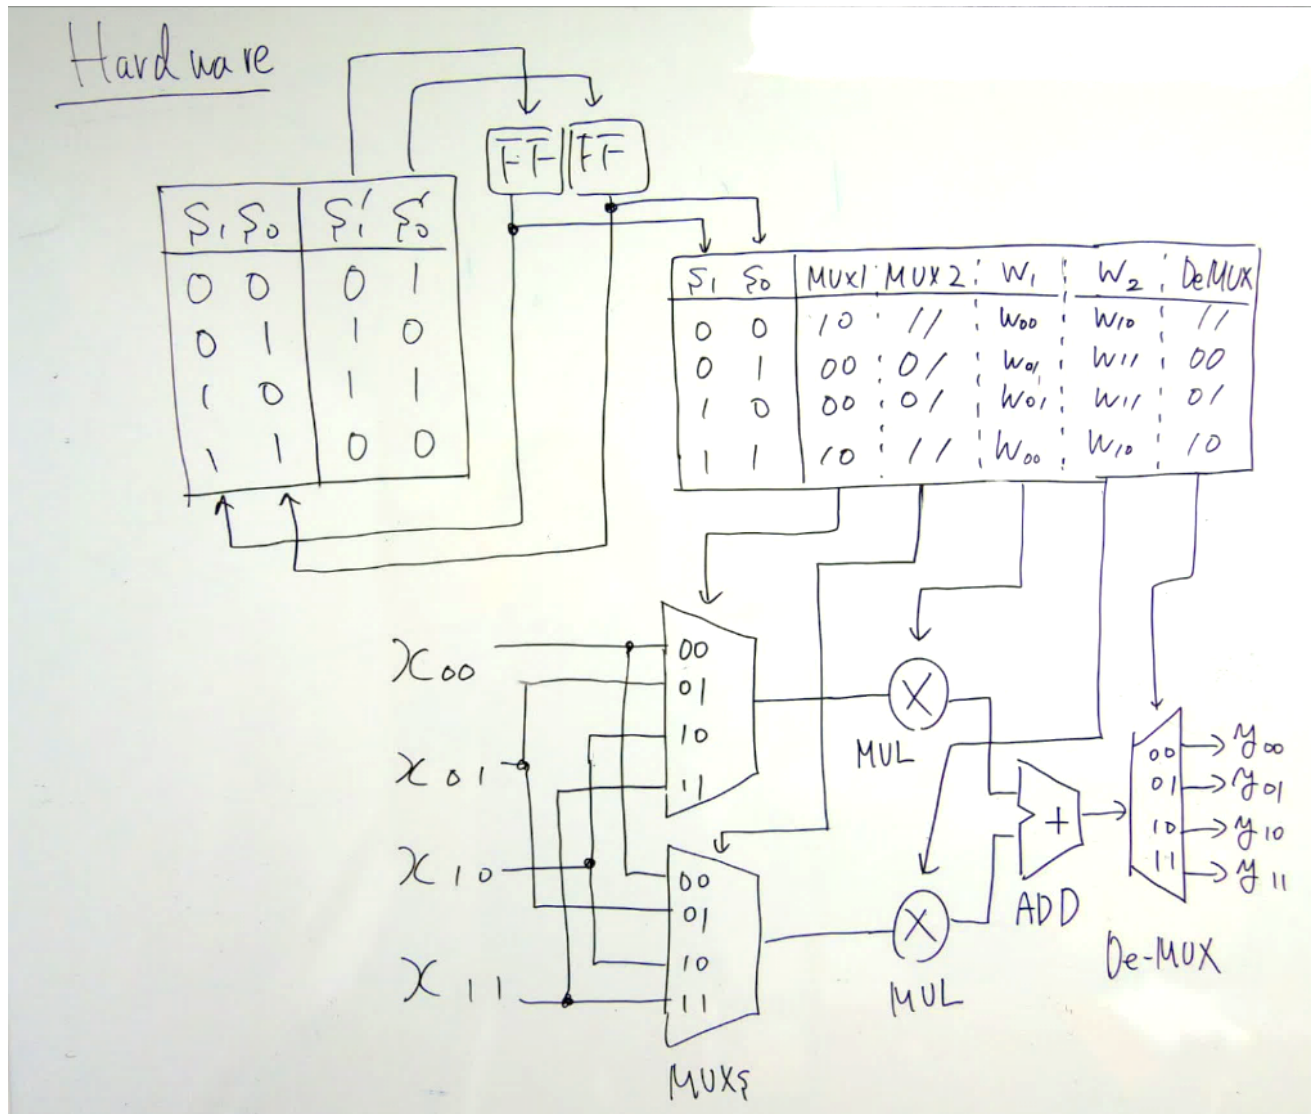 Hardware
FF FF
S₁ S₀ S₁' S₀'
0 0 0 1
0 1 1 0
1 0 1 1
1 1 0 0
S₁ S₀ MUX1 MUX2 W₁ W₂ DeMUX
0 0 10 11 W₀₀ W₁₀ 11
0 1 00 01 W₀₁ W₁₁ 00
1 0 00 01 W₀₁ W₁₁ 01
1 1 10 11 W₀₀ W₁₀ 10
x₀₀
x₀₁
x₁₀
x₁₁
00
01
10
11
00
01
10
11
MUXs
X
MUL
X
MUL
+
ADD
00
01
10
11
De-MUX
y₀₀
y₀₁
y₁₀
y₁₁